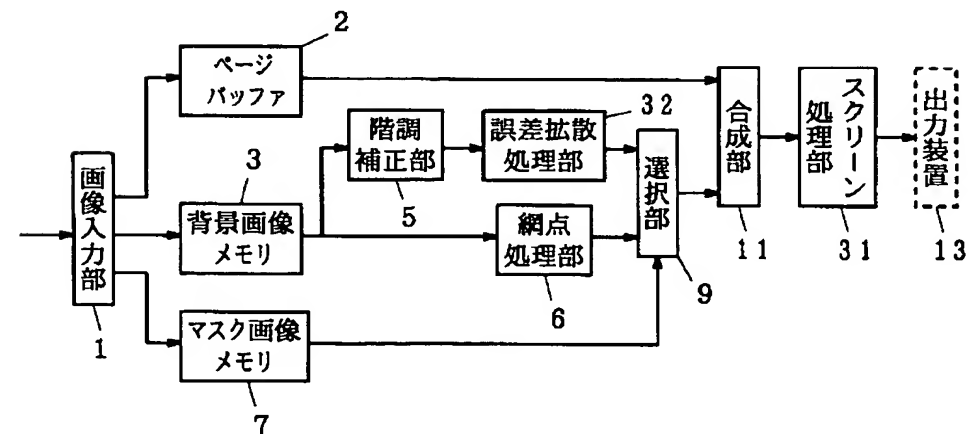 2
ページ
バッファ
32
階調
補正部
5
誤差拡散
処理部
合成部
11
スクリーン
処理部
31
出力装置
13
画像入力部
1
3
背景画像
メモリ
選択部
9
網点
処理部
6
マスク画像
メモリ
7